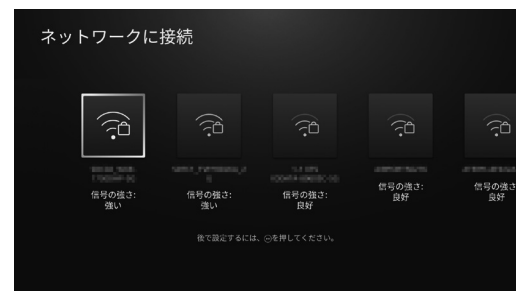 ネットワークに接続
信号の強さ:
強い
信号の強さ:
強い
信号の強さ:
良好
信号の強さ:
良好
信号の強さ
良好
後で設定するには、を押してください。